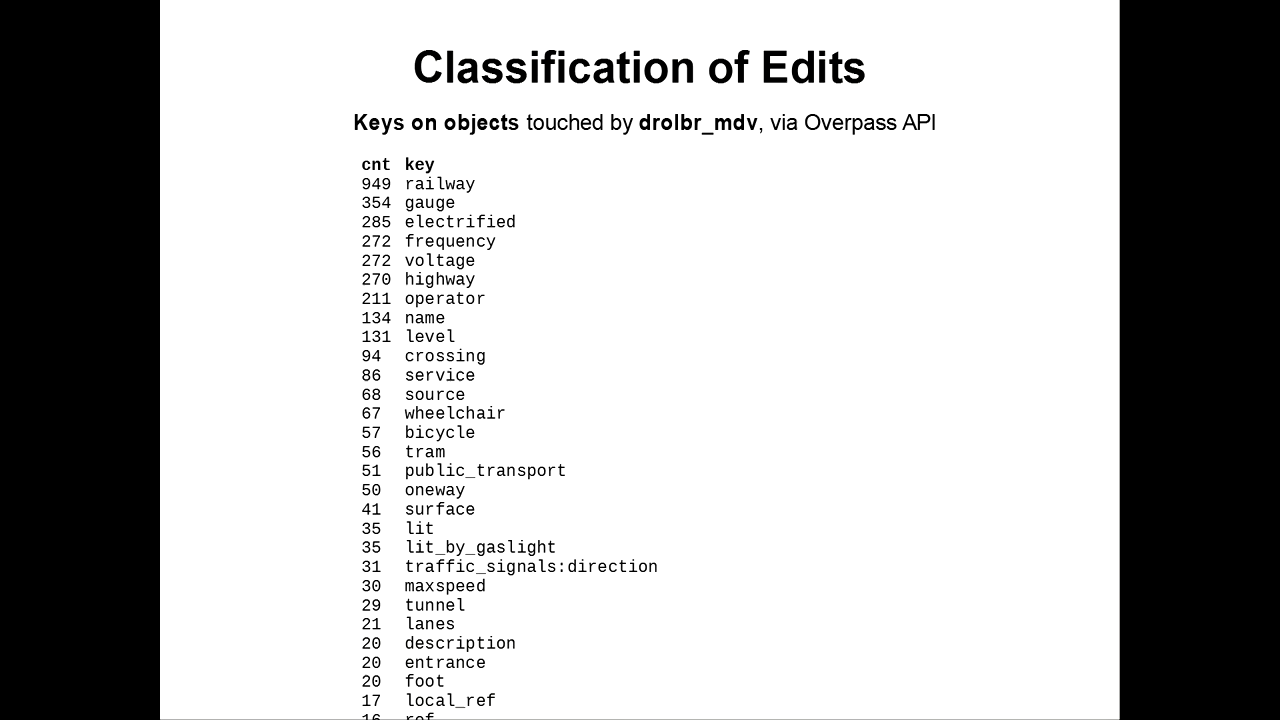 Classification of Edits
Keys on objects touched by drolbr_mdv, via Overpass API
cnt key
949 railway
354 gauge
285 electrified
272 frequency
272 voltage
270 highway
211 operator
134 name
131 level
94 crossing
86 service
68 source
67 wheelchair
57 bicycle
56 tram
51 public_transport
50 oneway
41 surface
35 lit
35 lit_by_gaslight
31 traffic_signals:direction
30 maxspeed
29 tunnel
21 lanes
20 description
20 entrance
20 foot
17 local_ref
16 ref